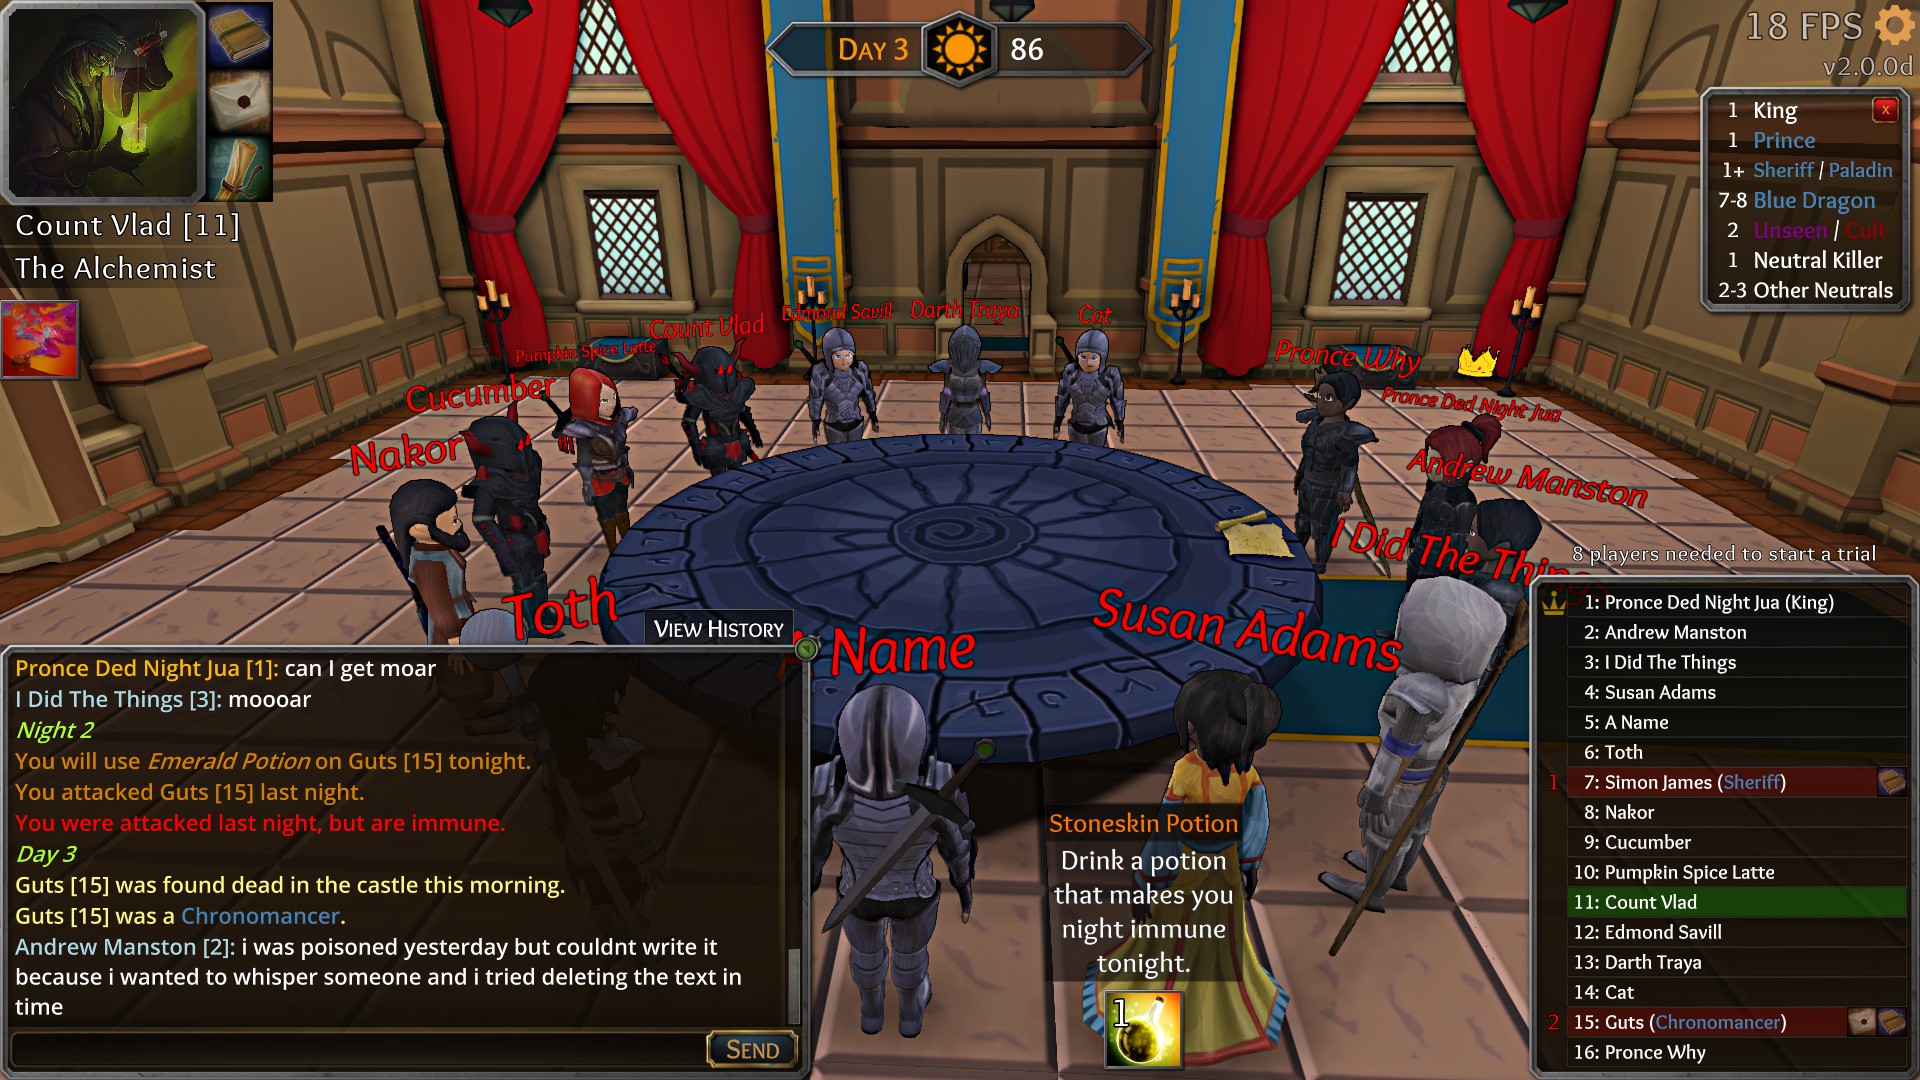 Count Vlad [11]
The Alchemist
DAY 3
86
18 FPS
v2.0.0d
1 King
X
1 Prince
1+ Sheriff / Paladin
7-8 Blue Dragon
2 Unseen / Cult
1 Neutral Killer
2-3 Other Neutrals
Nakor
Cucumber
Pumpkin Spice Latte
Count Vlad
Edmond Savill
Darth Traya
Cat
Pronce Why
Pronce Ded Night Jua
Andrew Manston
I Did The Things
Toth
Name
Susan Adams
VIEW HISTORY
Pronce Ded Night Jua [1]: can I get moar
I Did The Things [3]: moooar
Night 2
You will use Emerald Potion on Guts [15] tonight.
You attacked Guts [15] last night.
You were attacked last night, but are immune.
Day 3
Guts [15] was found dead in the castle this morning.
Guts [15] was a Chronomancer.
Andrew Manston [2]: i was poisoned yesterday but couldnt write it
because i wanted to whisper someone and i tried deleting the text in
time
SEND
Stoneskin Potion
Drink a potion
that makes you
night immune
tonight.
1
8 players needed to start a trial
1: Pronce Ded Night Jua (King)
2: Andrew Manston
3: I Did The Things
4: Susan Adams
5: A Name
6: Toth
1 7: Simon James (Sheriff)
8: Nakor
9: Cucumber
10: Pumpkin Spice Latte
11: Count Vlad
12: Edmond Savill
13: Darth Traya
14: Cat
2 15: Guts (Chronomancer)
16: Pronce Why